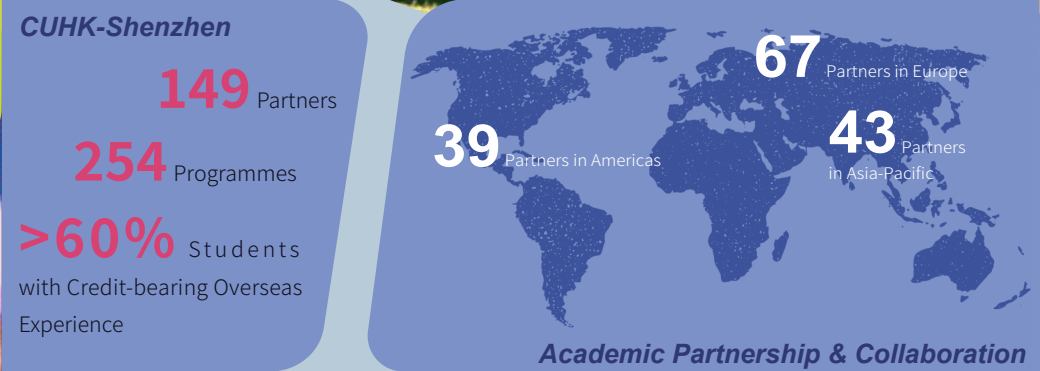 CUHK-Shenzhen
149 Partners
254 Programmes
>60% Students
with Credit-bearing Overseas
Experience
67 Partners in Europe
39 Partners in Americas
43 Partners
in Asia-Pacific
Academic Partnership & Collaboration